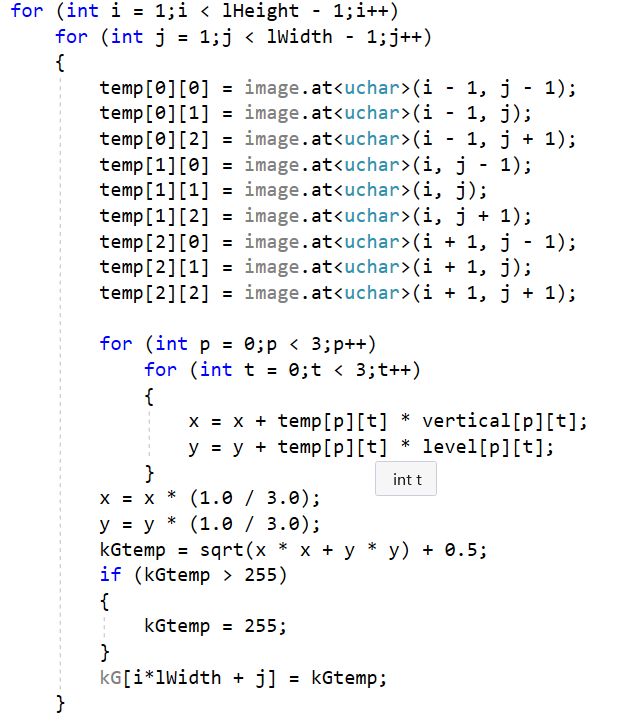 for (int i = 1;i < lHeight - 1;i++)
    for (int j = 1;j < lWidth - 1;j++)
    {
        temp[0][0] = image.at<uchar>(i - 1, j - 1);
        temp[0][1] = image.at<uchar>(i - 1, j);
        temp[0][2] = image.at<uchar>(i - 1, j + 1);
        temp[1][0] = image.at<uchar>(i, j - 1);
        temp[1][1] = image.at<uchar>(i, j);
        temp[1][2] = image.at<uchar>(i, j + 1);
        temp[2][0] = image.at<uchar>(i + 1, j - 1);
        temp[2][1] = image.at<uchar>(i + 1, j);
        temp[2][2] = image.at<uchar>(i + 1, j + 1);

        for (int p = 0;p < 3;p++)
            for (int t = 0;t < 3;t++)
            {
                x = x + temp[p][t] * vertical[p][t];
                y = y + temp[p][t] * level[p][t];
            }
int t
        x = x * (1.0 / 3.0);
        y = y * (1.0 / 3.0);
        kGtemp = sqrt(x * x + y * y) + 0.5;
        if (kGtemp > 255)
        {
            kGtemp = 255;
        }
        kG[i*lWidth + j] = kGtemp;
    }